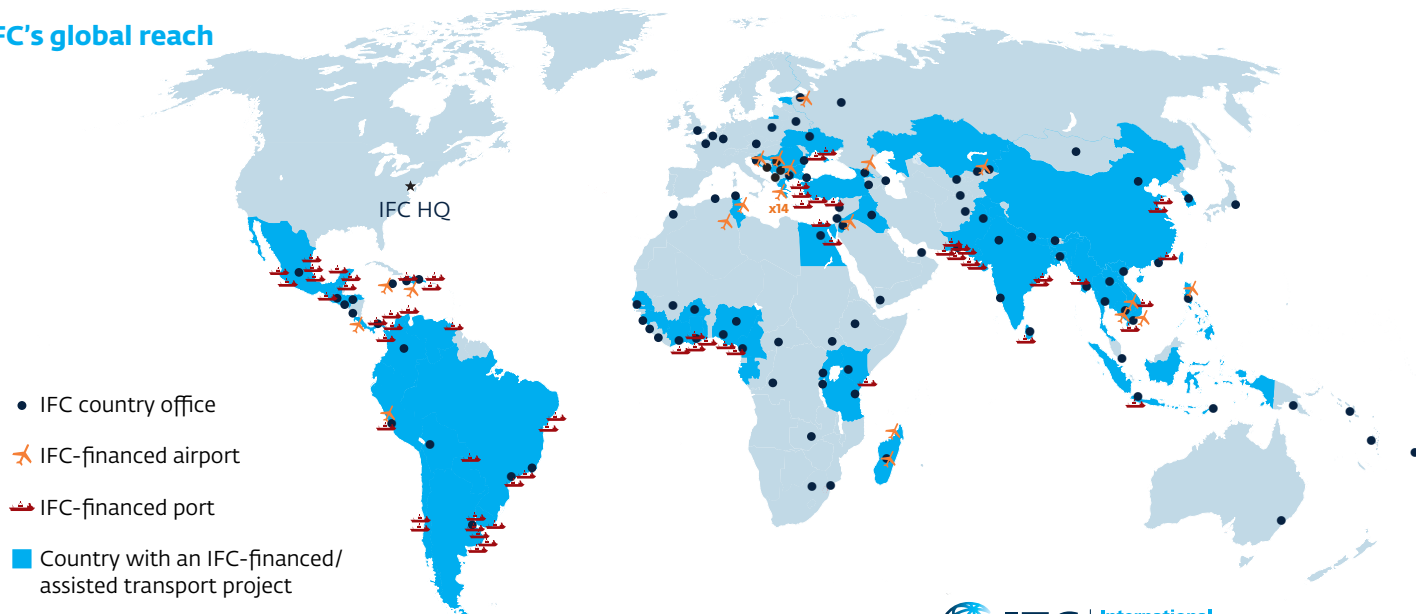 FC's global reach
IFC HQ
x14
IFC country office
IFC-financed airport
IFC-financed port
Country with an IFC-financed/
assisted transport project